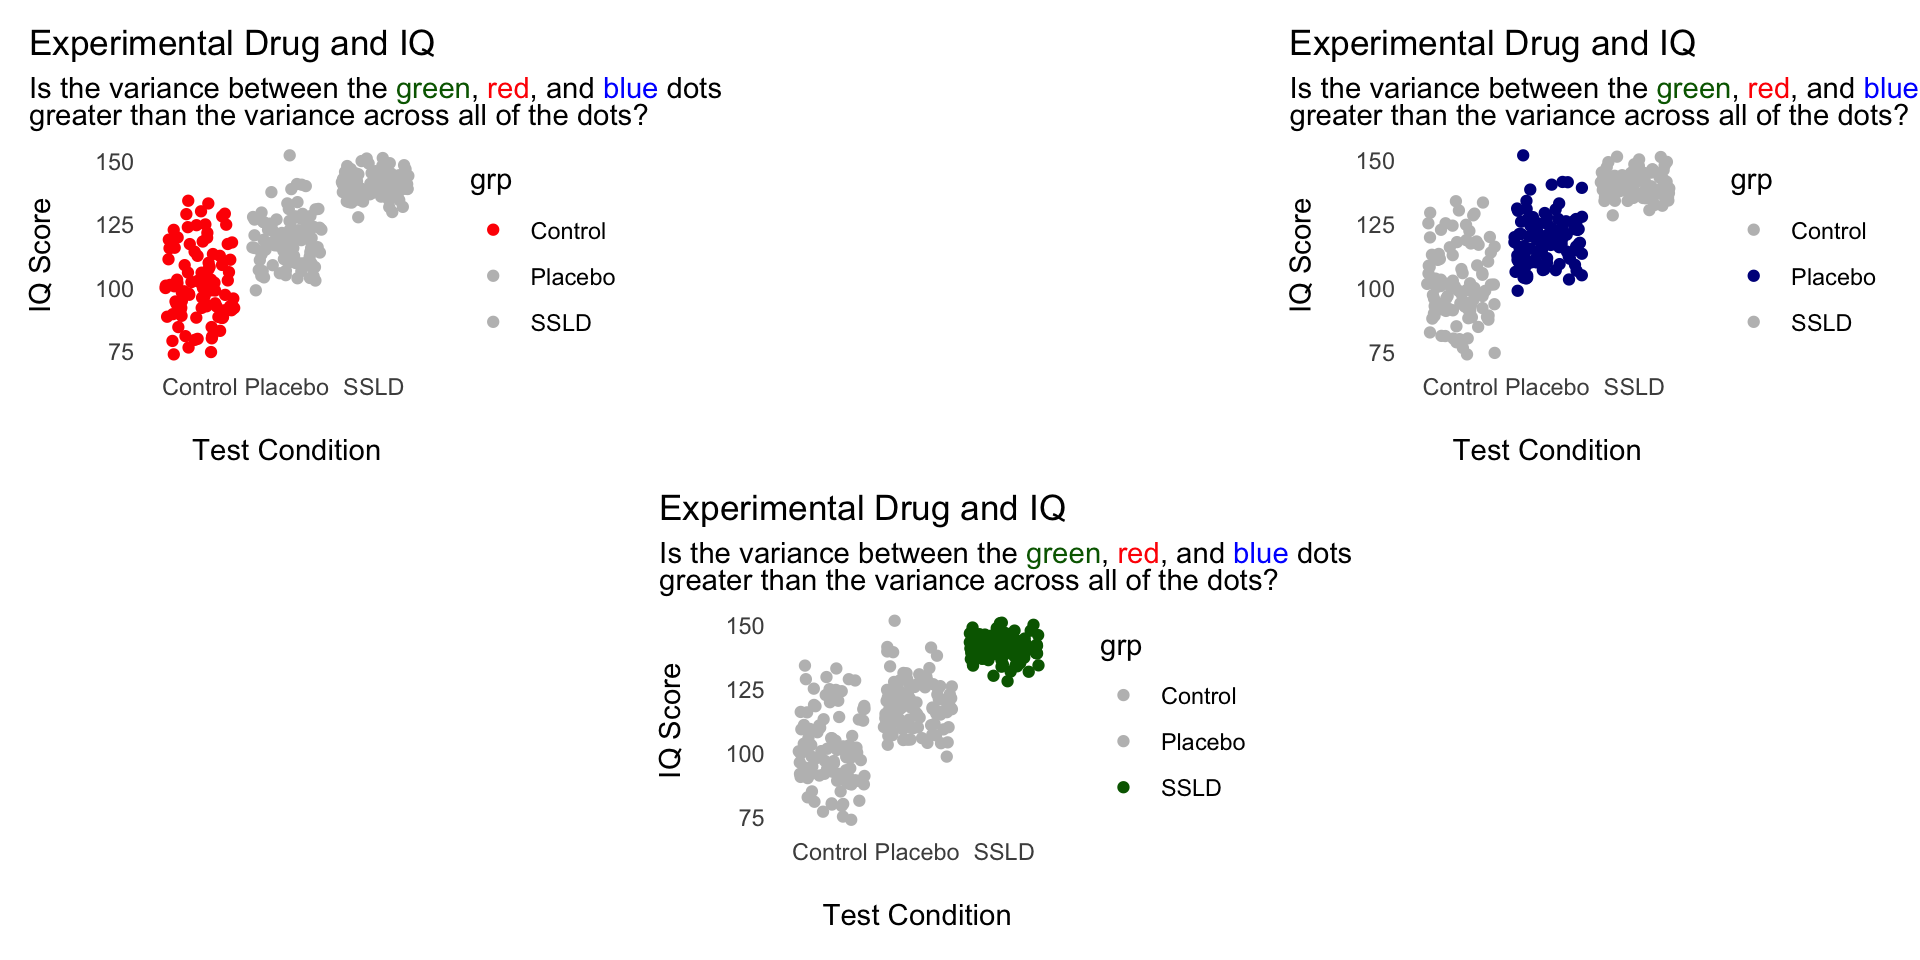 Experimental Drug and IQ
Is the variance between the green, red, and blue dots
greater than the variance across all of the dots?
150
125
100
75
IQ Score
Control Placebo SSLD
Test Condition
grp
Control
Placebo
SSLD
Experimental Drug and IQ
Is the variance between the green, red, and blue
greater than the variance across all of the dots?
150
125
100
75
IQ Score
Control Placebo SSLD
Test Condition
grp
Control
Placebo
SSLD
Experimental Drug and IQ
Is the variance between the green, red, and blue dots
greater than the variance across all of the dots?
150
125
100
75
IQ Score
Control Placebo SSLD
Test Condition
grp
Control
Placebo
SSLD